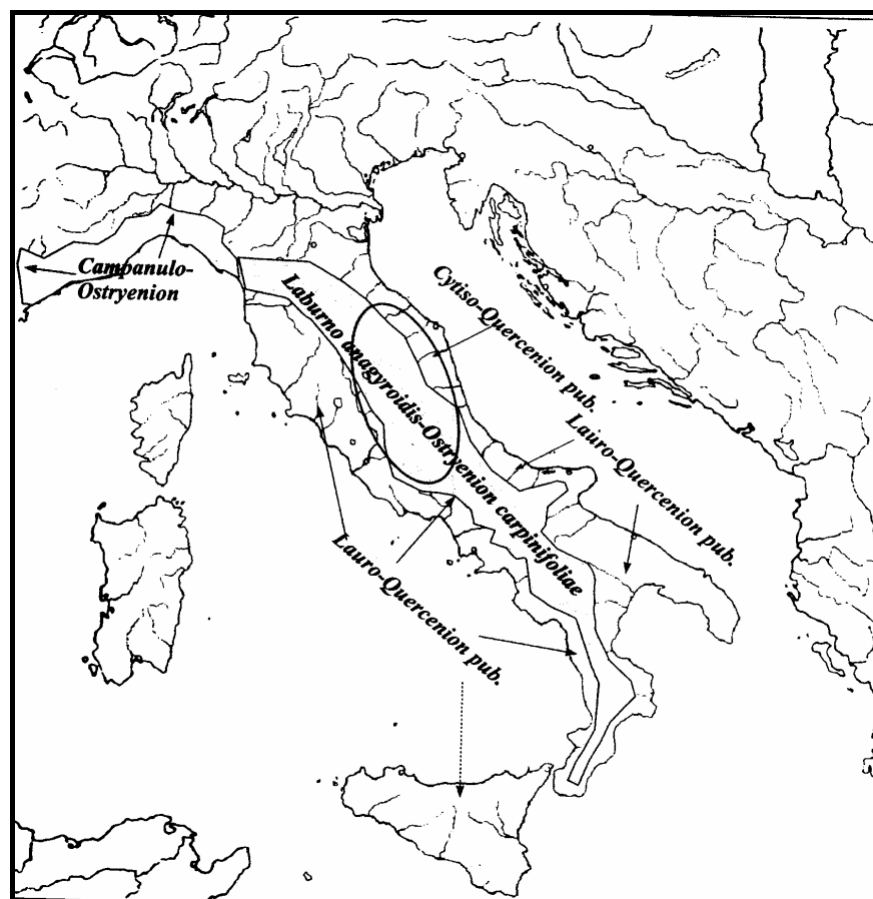 Campanulo-
Ostryenion
Laburno anagyroidis-Ostryenion carpinifoliae
Cytiso-Quercenion pub.
Lauro-Quercenion pub.
Lauro-Quercenion pub.